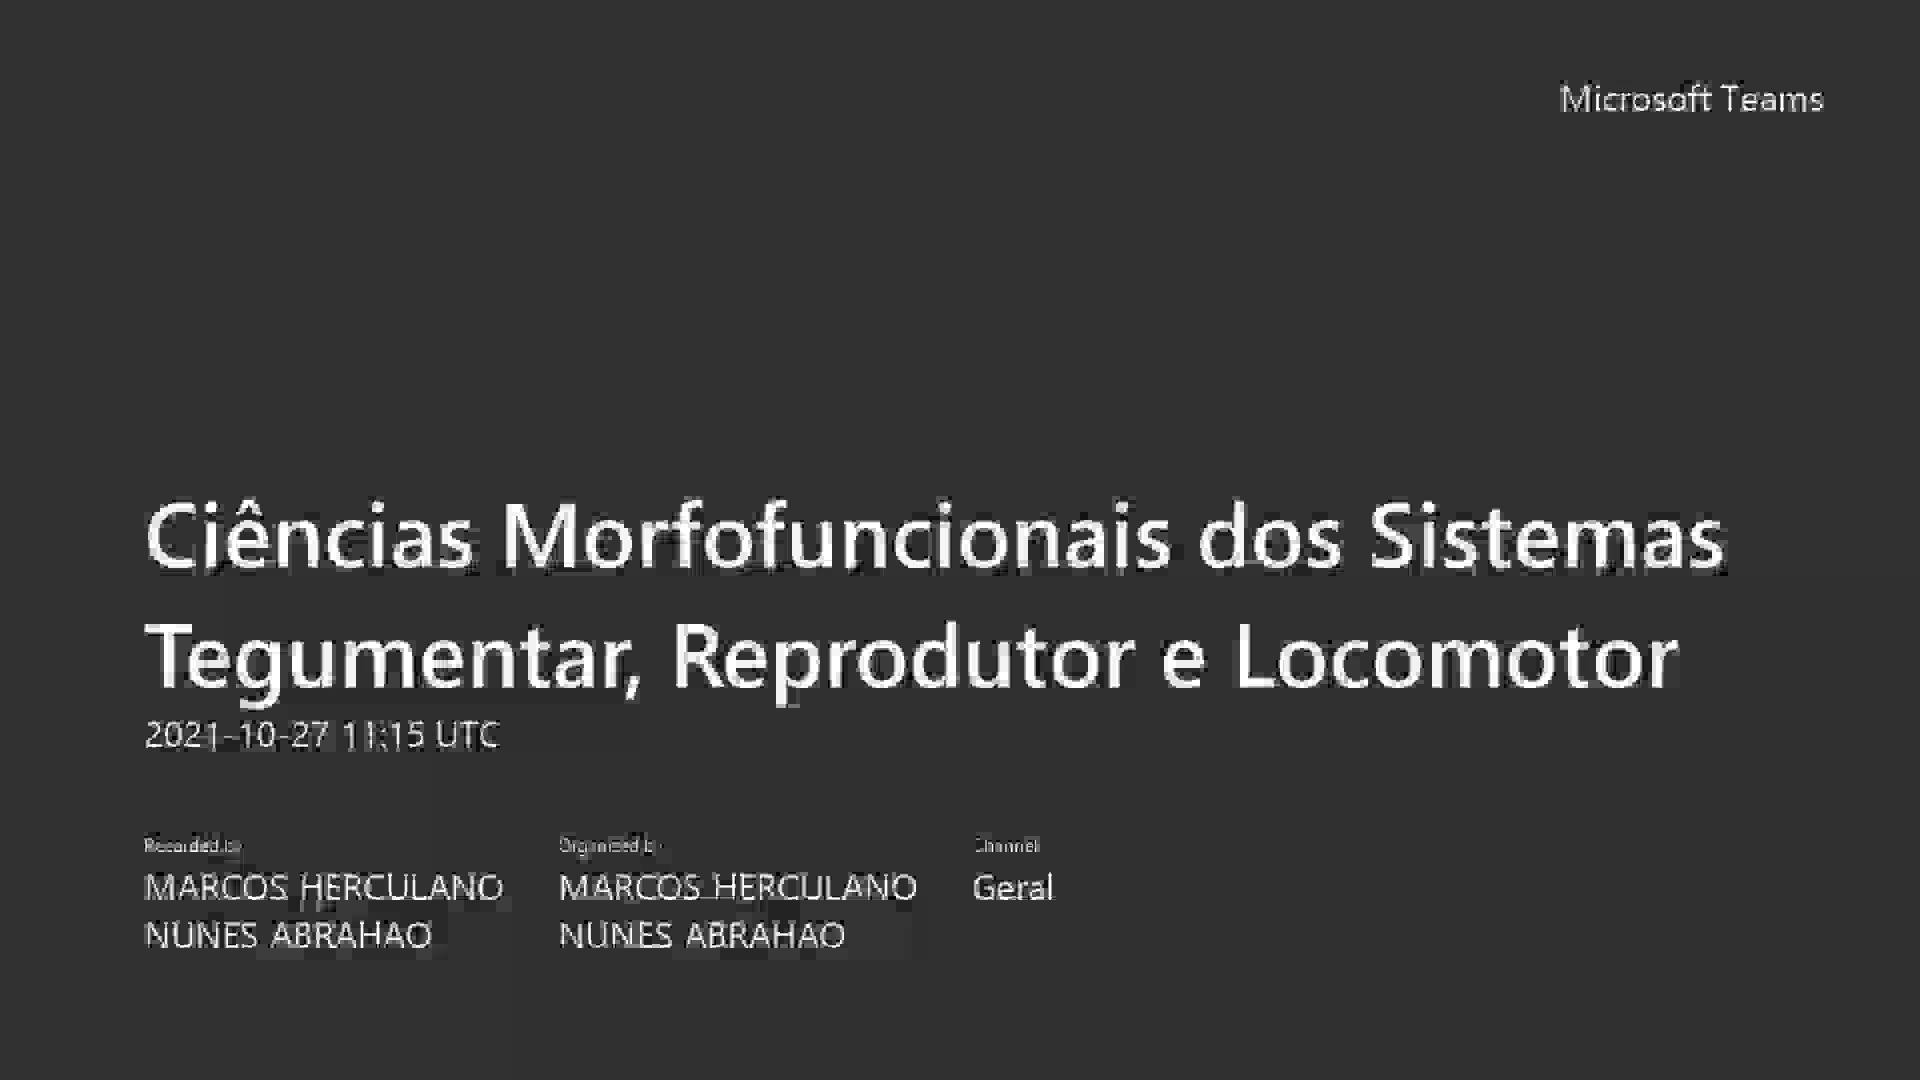 Microsoft Teams
Ciências Morfofuncionais dos Sistemas
Tegumentar, Reprodutor e Locomotor
2021-10-27 11:15 UTC
Recorded by
Organized by
Channel
MARCOS HERCULANO
MARCOS HERCULANO
Geral
NUNES ABRAHAO
NUNES ABRAHAO